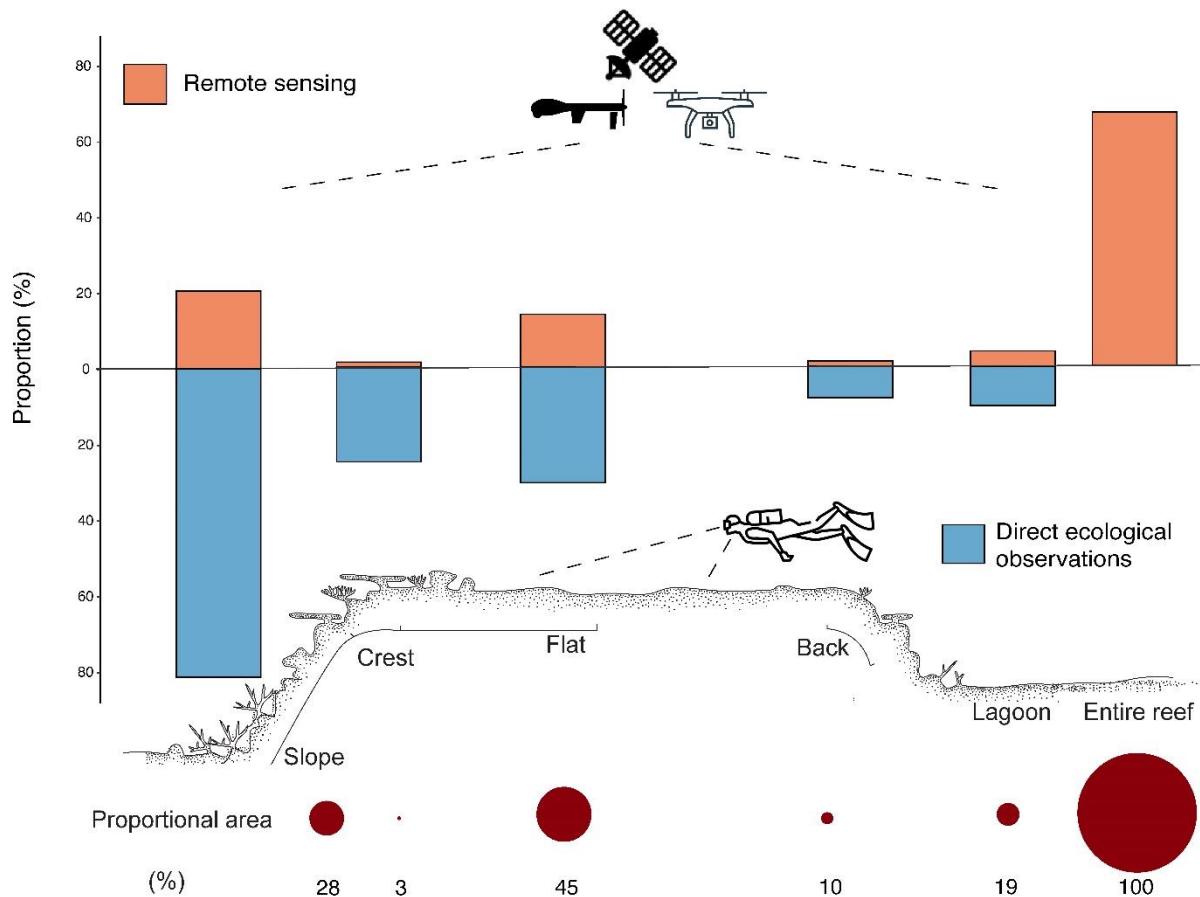 80
Remote sensing
60
40
20
0
20
40
60
80
Proportion (%)
Direct ecological
observations
Crest
Flat
Back
Slope
Lagoon
Entire reef
Proportional area
(%)
28
3
45
10
19
100